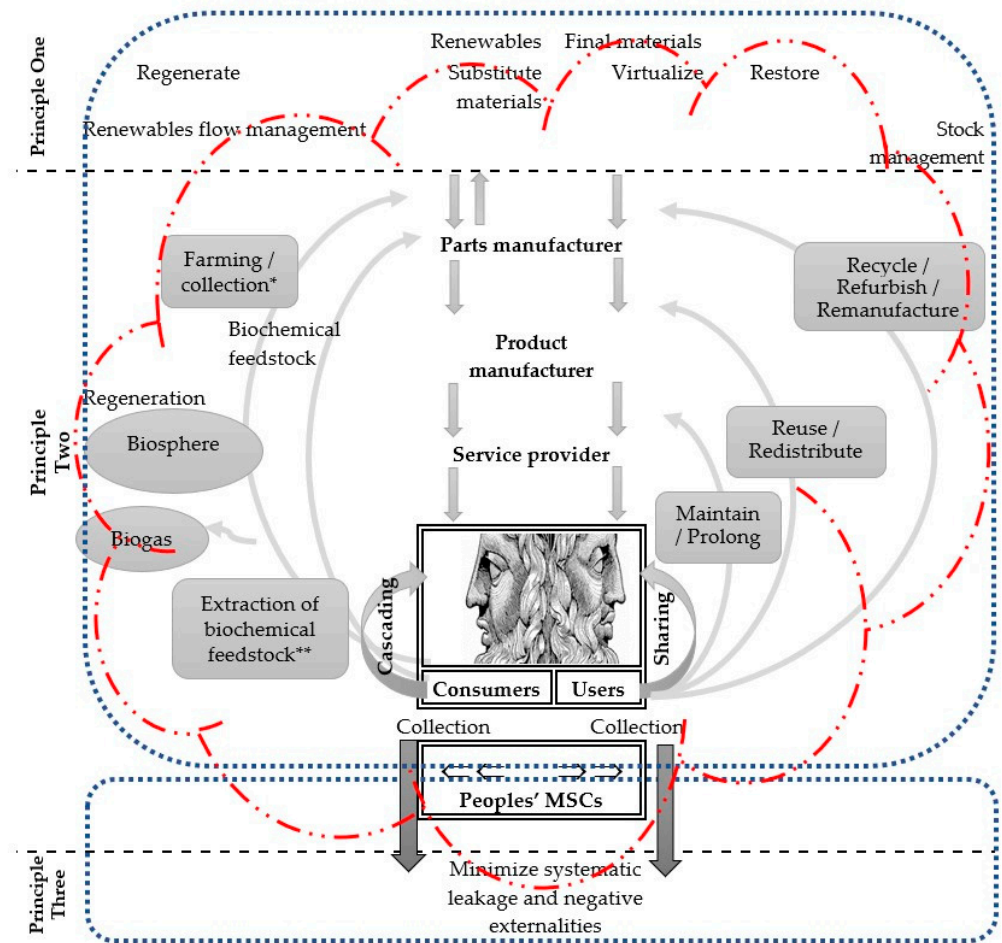 Principle One
Regenerate
Renewables
Substitute
materials
Final materials
Virtualize
Restore
Renewables flow management
Stock
management
Principle
Two
Parts manufacturer
Farming /
collection*
Biochemical
feedstock
Recycle /
Refurbish /
Remanufacture
Product
manufacturer
Regeneration
Biosphere
Reuse /
Redistribute
Service provider
Biogas
Maintain
/ Prolong
Extraction of
biochemical
feedstock**
Cascading
Sharing
Consumers
Users
Collection
Collection
Peoples' MSCs
Principle
Three
Minimize systematic
leakage and negative
externalities